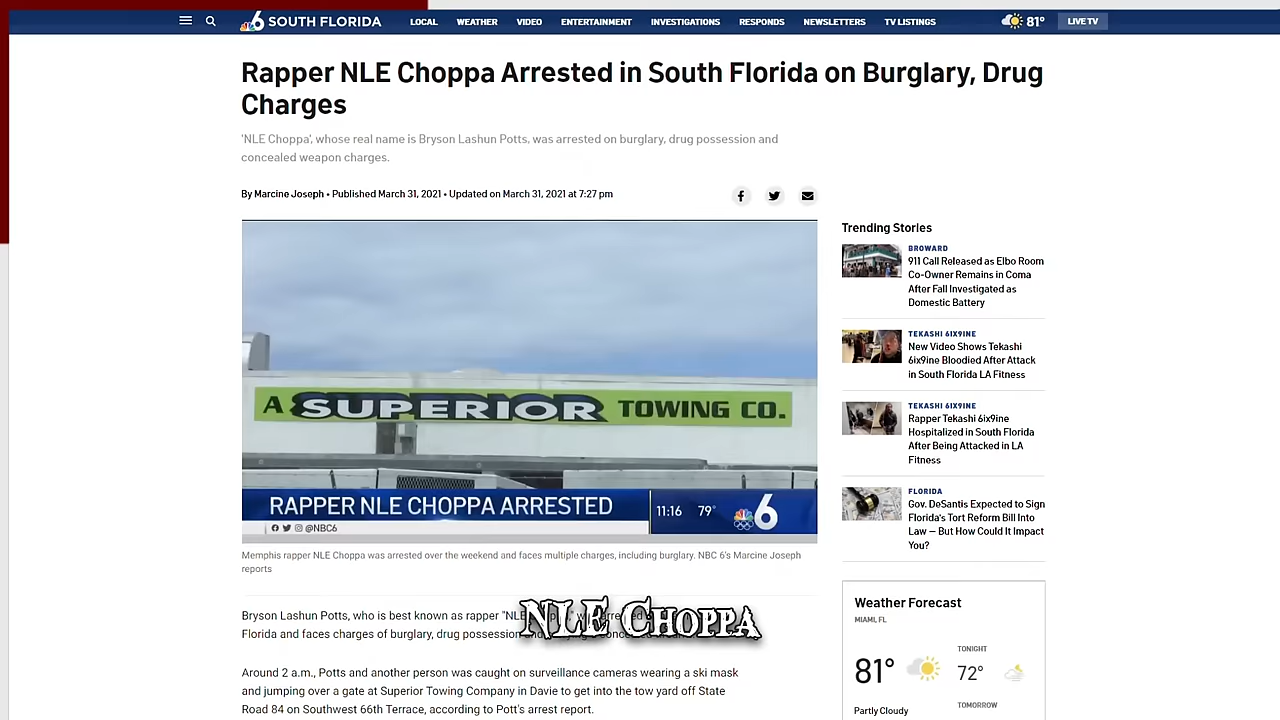 6 SOUTH FLORIDA
LOCAL WEATHER VIDEO ENTERTAINMENT INVESTIGATIONS RESPONDS NEWSLETTERS TV LISTINGS
81° LIVE TV
Rapper NLE Choppa Arrested in South Florida on Burglary, Drug
Charges
'NLE Choppa', whose real name is Bryson Lashun Potts, was arrested on burglary, drug possession and
concealed weapon charges.
By Marcine Joseph • Published March 31, 2021 • Updated on March 31, 2021 at 7:27 pm
A SUPERIOR TOWING CO.
RAPPER NLE CHOPPA ARRESTED
11:16 79° 6
@NBC6
Memphis rapper NLE Choppa was arrested over the weekend and faces multiple charges, including burglary. NBC 6's Marcine Joseph
reports
Bryson Lashun Potts, who is best known as rapper "NLE
Florida and faces charges of burglary, drug possession
NLE Choppa
Around 2 a.m., Potts and another person was caught on surveillance cameras wearing a ski mask
and jumping over a gate at Superior Towing Company in Davie to get into the tow yard off State
Road 84 on Southwest 66th Terrace, according to Pott's arrest report.
Trending Stories
BROWARD
911 Call Released as Elbo Room
Co-Owner Remains in Coma
After Fall Investigated as
Domestic Battery
TEKASHI 6IX9INE
New Video Shows Tekashi
6ix9ine Bloodied After Attack
in South Florida LA Fitness
TEKASHI 6IX9INE
Rapper Tekashi 6ix9ine
Hospitalized in South Florida
After Being Attacked in LA
Fitness
FLORIDA
Gov. DeSantis Expected to Sign
Florida's Tort Reform Bill Into
Law – But How Could It Impact
You?
Weather Forecast
MIAMI, FL
81°
Partly Cloudy
TONIGHT
72°
TOMORROW